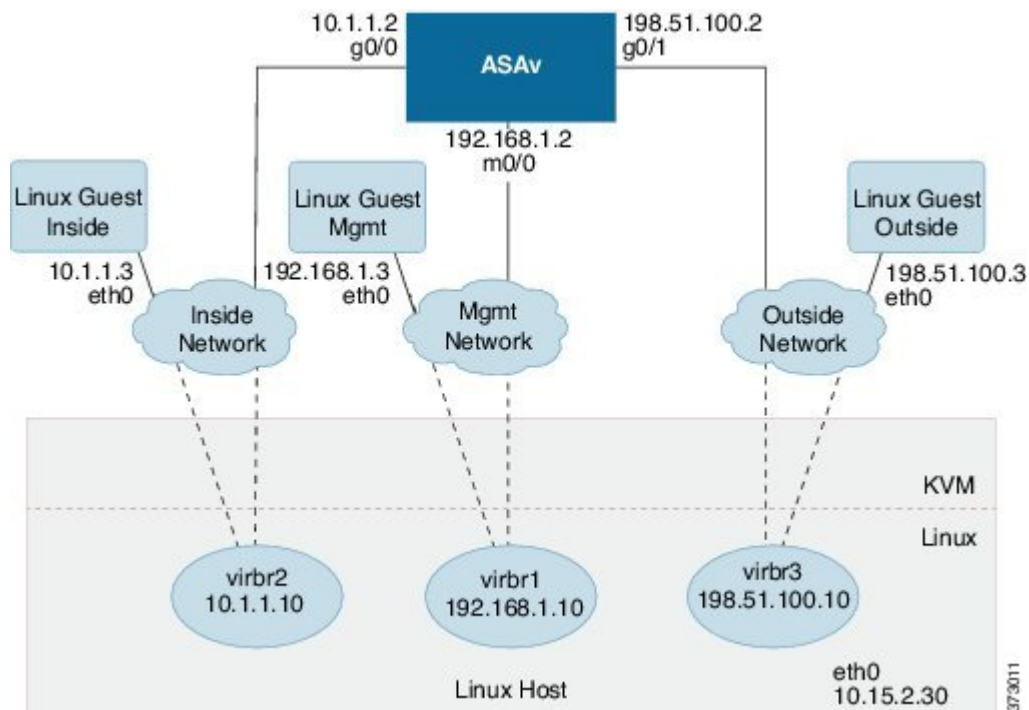 10.1.1.2
g0/0
ASAv
198.51.100.2
g0/1
192.168.1.2
m0/0
Linux Guest
Inside
Linux Guest
Mgmt
Linux Guest
Outside
10.1.1.3
eth0
192.168.1.3
eth0
198.51.100.3
eth0
Inside
Network
Mgmt
Network
Outside
Network
KVM
Linux
virbr2
10.1.1.10
virbr1
192.168.1.10
virbr3
198.51.100.10
Linux Host
eth0
10.15.2.30
373011